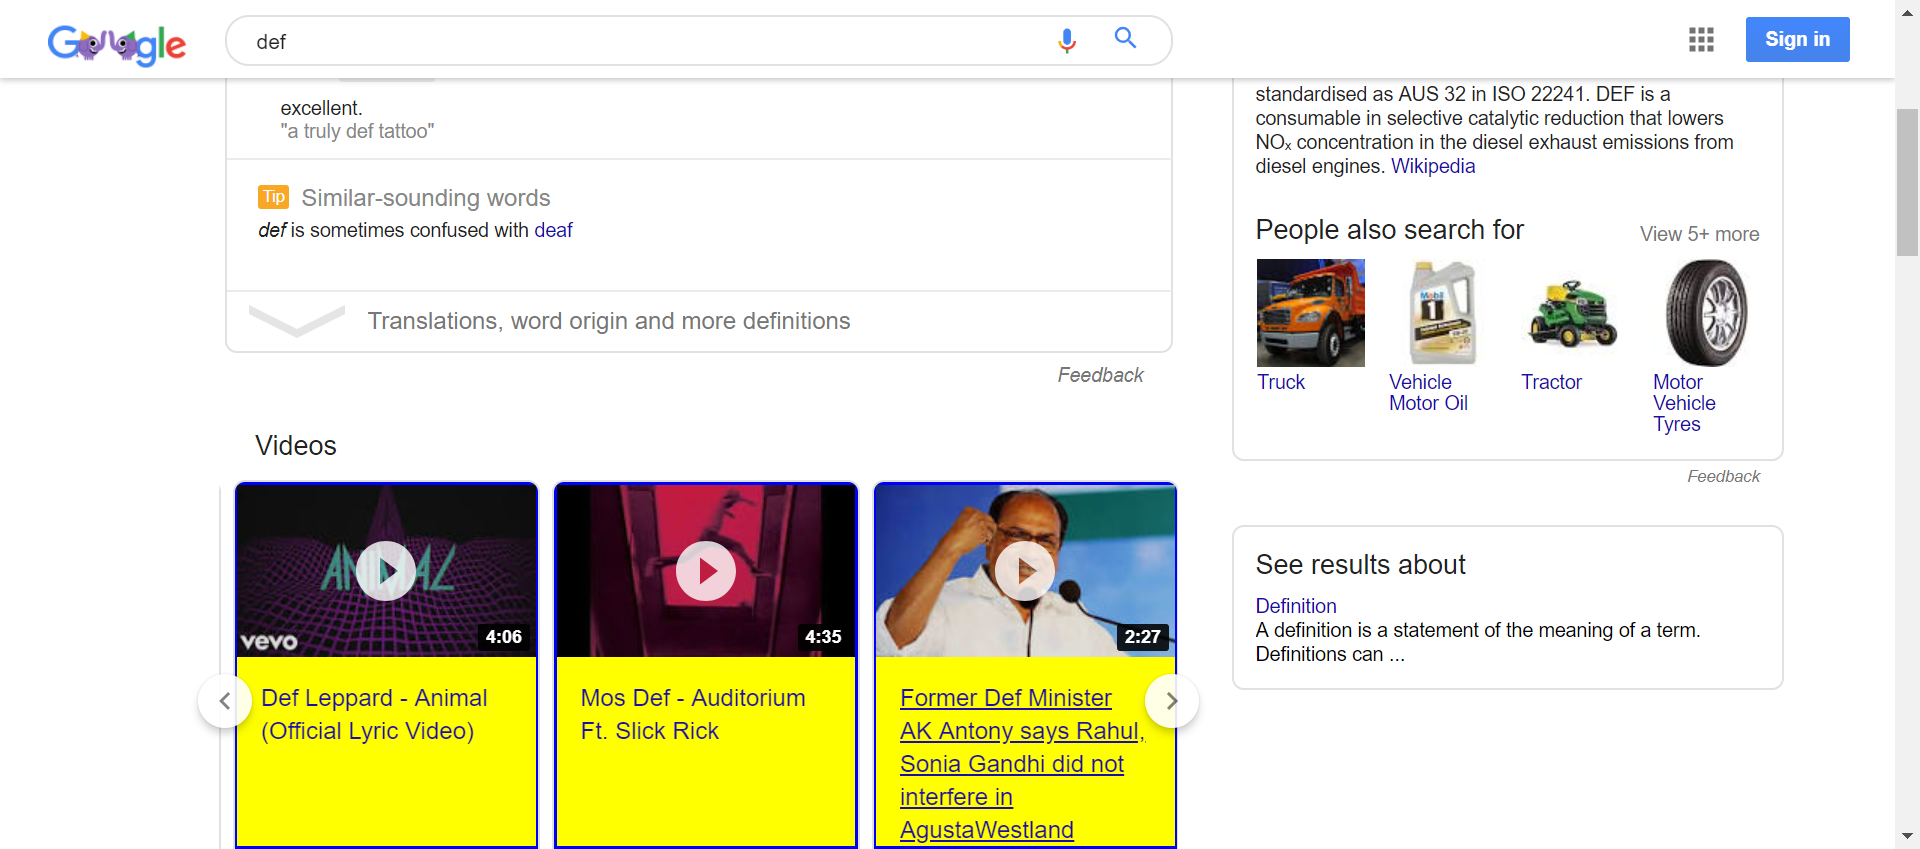 Google
def
Sign in
excellent.
"a truly def tattoo"
Tip Similar-sounding words
def is sometimes confused with deaf
Translations, word origin and more definitions
Feedback
Videos
ANIMAL
vevo
4:06
4:35
2:27
Def Leppard - Animal
(Official Lyric Video)
Mos Def - Auditorium
Ft. Slick Rick
Former Def Minister
AK Antony says Rahul,
Sonia Gandhi did not
interfere in
AgustaWestland
standardised as AUS 32 in ISO 22241. DEF is a
consumable in selective catalytic reduction that lowers
NOₓ concentration in the diesel exhaust emissions from
diesel engines. Wikipedia
People also search for
View 5+ more
Mobil
1
Truck
Vehicle
Motor Oil
Tractor
Motor
Vehicle
Tyres
Feedback
See results about
Definition
A definition is a statement of the meaning of a term.
Definitions can ...